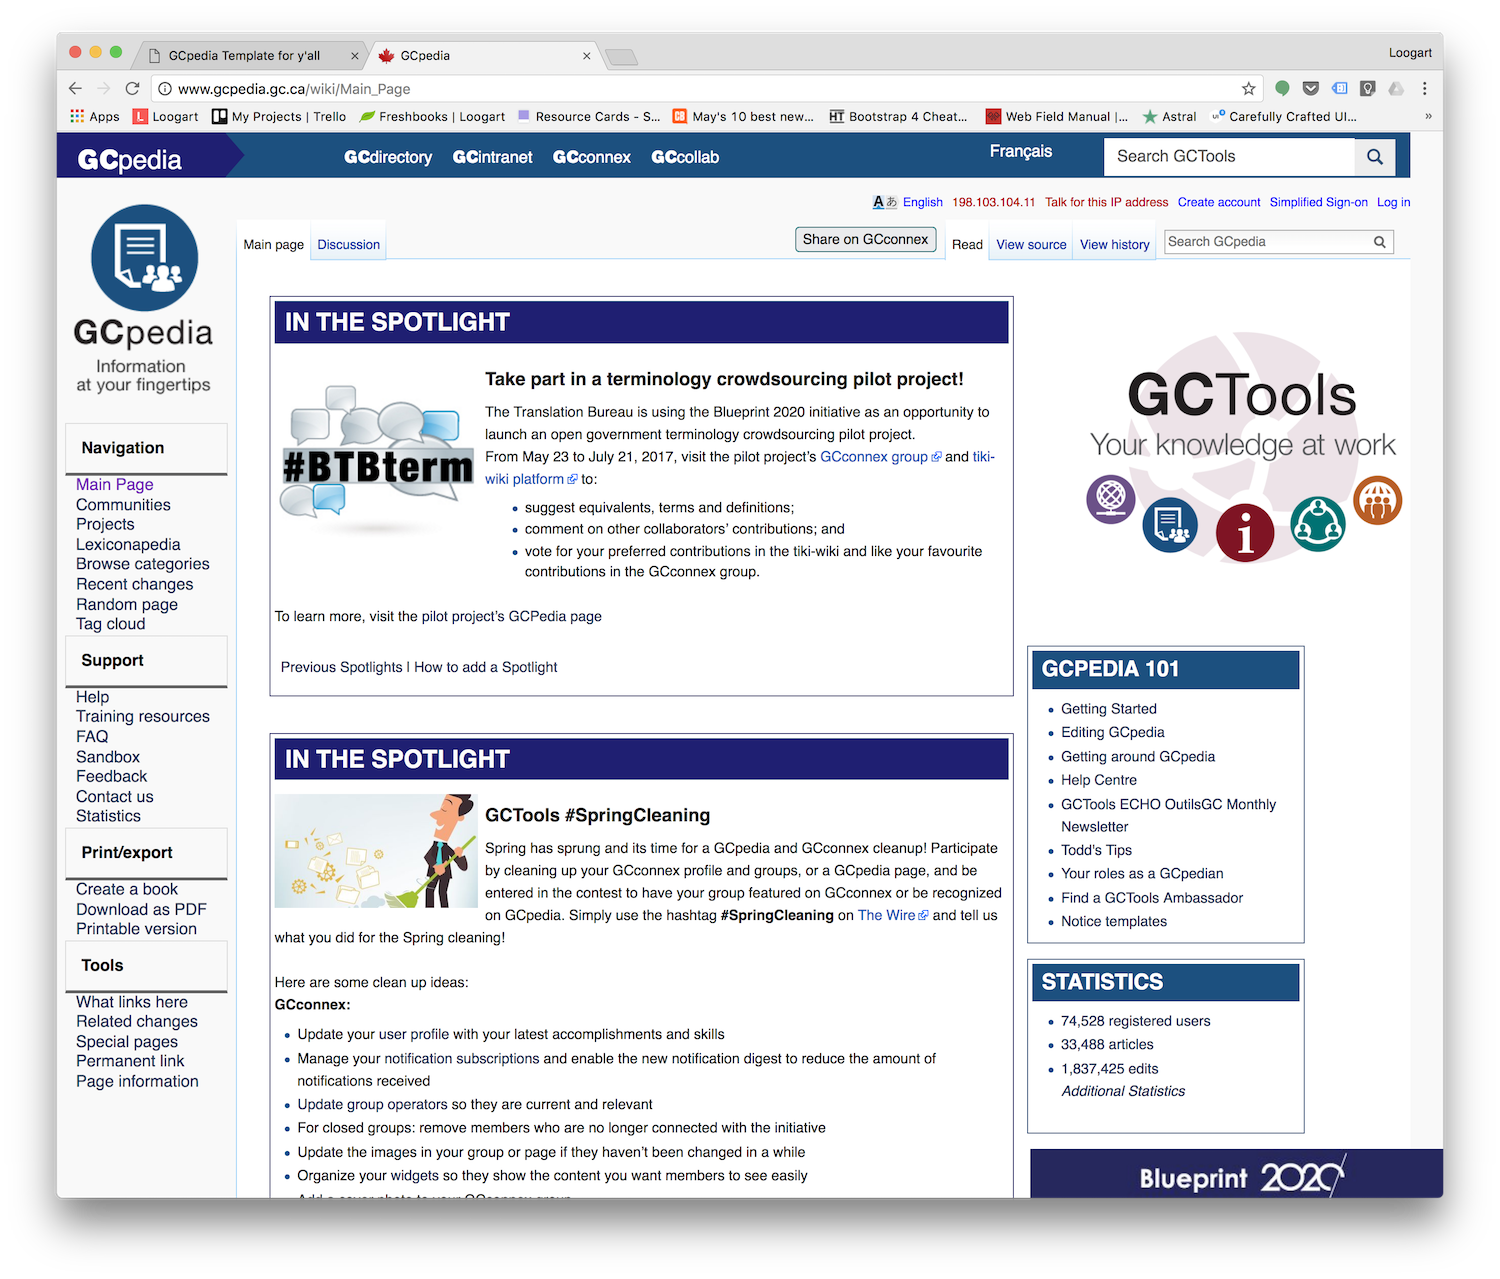 GCpedia Template for y'all
GCpedia
Loogart
www.gcpedia.gc.ca/wiki/Main_Page
Apps
Loogart
My Projects | Trello
Freshbooks | Loogart
Resource Cards - S...
May's 10 best new...
Bootstrap 4 Cheat...
Web Field Manual |...
Astral
Carefully Crafted UI...
»
GCpedia
GCdirectory
GCintranet
GCconnex
GCcollab
Français
Search GCTools
English
198.103.104.11
Talk for this IP address
Create account
Simplified Sign-on
Log in
GCpedia
Information
at your fingertips
Main page
Discussion
Share on GCconnex
Read
View source
View history
Search GCpedia
Navigation
Main Page
Communities
Projects
Lexiconapedia
Browse categories
Recent changes
Random page
Tag cloud
Support
Help
Training resources
FAQ
Sandbox
Feedback
Contact us
Statistics
Print/export
Create a book
Download as PDF
Printable version
Tools
What links here
Related changes
Special pages
Permanent link
Page information
IN THE SPOTLIGHT
#BTBterm
Take part in a terminology crowdsourcing pilot project!
The Translation Bureau is using the Blueprint 2020 initiative as an opportunity to
launch an open government terminology crowdsourcing pilot project.
From May 23 to July 21, 2017, visit the pilot project's GCconnex group and tiki-
wiki platform to:
• suggest equivalents, terms and definitions;
• comment on other collaborators' contributions; and
• vote for your preferred contributions in the tiki-wiki and like your favourite
contributions in the GCconnex group.
To learn more, visit the pilot project's GCPedia page
Previous Spotlights | How to add a Spotlight
IN THE SPOTLIGHT
GCTools #SpringCleaning
Spring has sprung and its time for a GCpedia and GCconnex cleanup! Participate
by cleaning up your GCconnex profile and groups, or a GCpedia page, and be
entered in the contest to have your group featured on GCconnex or be recognized
on GCpedia. Simply use the hashtag #SpringCleaning on The Wire and tell us
what you did for the Spring cleaning!
Here are some clean up ideas:
GCconnex:
• Update your user profile with your latest accomplishments and skills
• Manage your notification subscriptions and enable the new notification digest to reduce the amount of
notifications received
• Update group operators so they are current and relevant
• For closed groups: remove members who are no longer connected with the initiative
• Update the images in your group or page if they haven't been changed in a while
• Organize your widgets so they show the content you want members to see easily
GCTools
Your knowledge at work
GCPEDIA 101
• Getting Started
• Editing GCpedia
• Getting around GCpedia
• Help Centre
• GCTools ECHO OutilsGC Monthly
Newsletter
• Todd's Tips
• Your roles as a GCpedian
• Find a GCTools Ambassador
• Notice templates
STATISTICS
• 74,528 registered users
• 33,488 articles
• 1,837,425 edits
Additional Statistics
Blueprint 2020